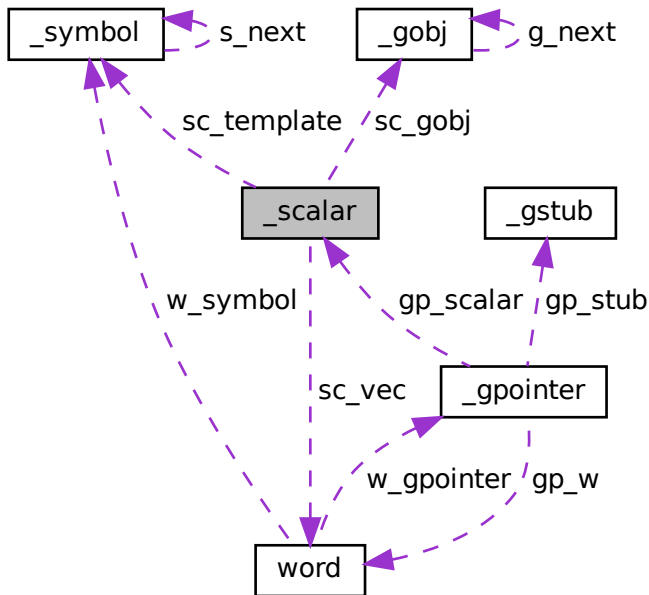 _symbol
s_next
_gobj
g_next
sc_template
sc_gobj
_scalar
_gstub
w_symbol
gp_scalar
gp_stub
sc_vec
_gpointer
w_gpointer
gp_w
word